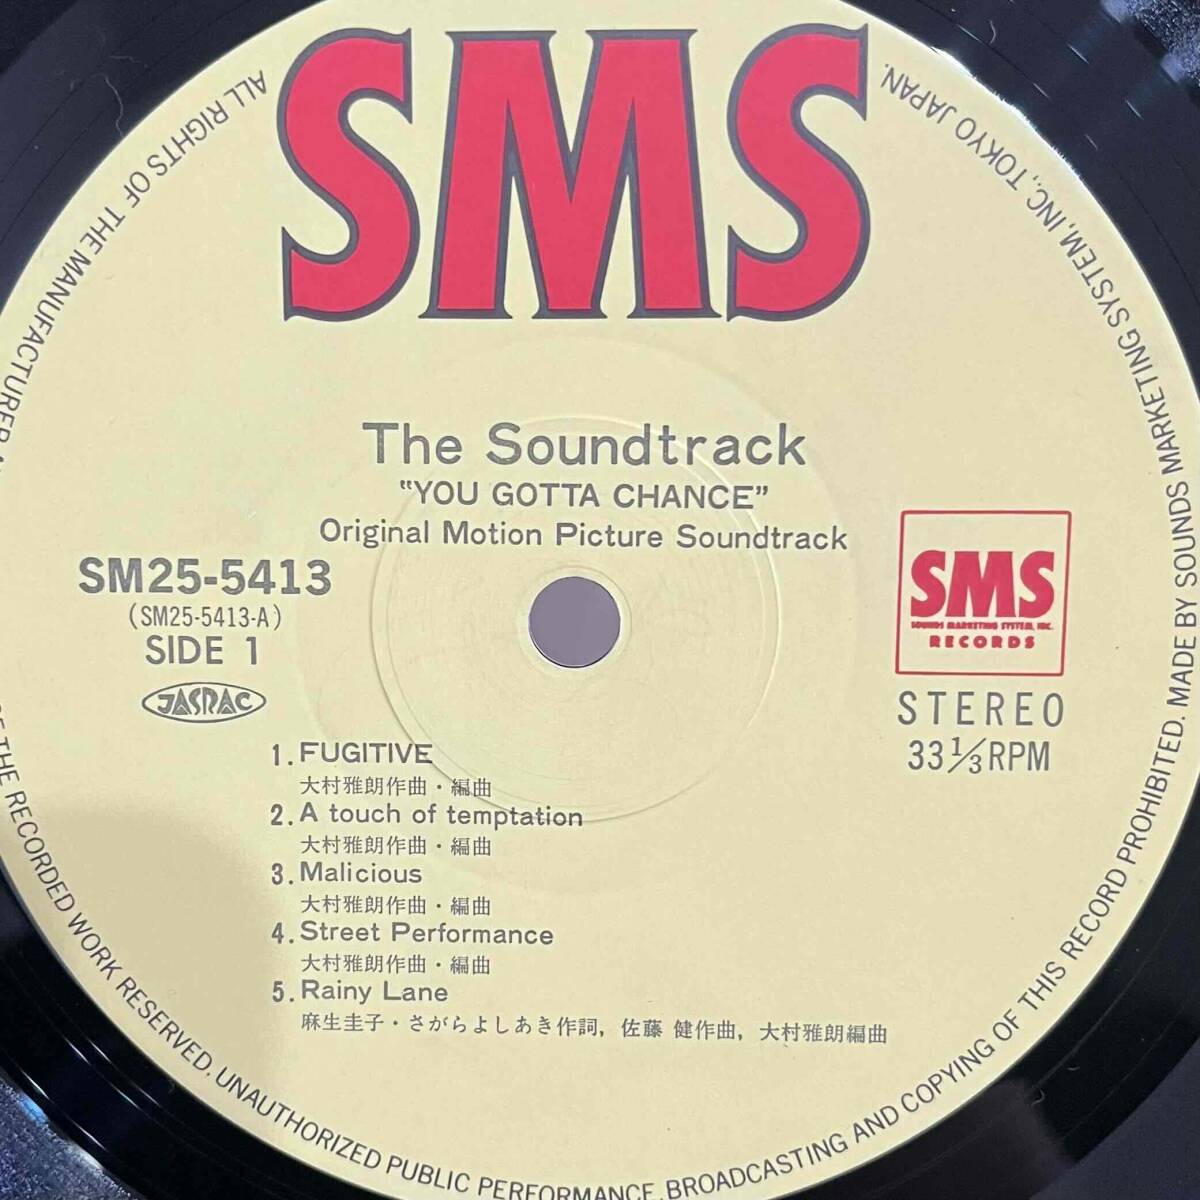 SMS
The Soundtrack
"YOU GOTTA CHANCE"
Original Motion Picture Soundtrack
SM25-5413
(SM25-5413-A)
SIDE 1
JASRAC
SMS
SOUNDS MARKETING SYSTEM, INC.
RECORDS
STEREO
33 1/3 RPM
1. FUGITIVE
大村雅朗作曲・編曲
2. A touch of temptation
大村雅朗作曲・編曲
3. Malicious
大村雅朗作曲・編曲
4. Street Performance
大村雅朗作曲・編曲
5. Rainy Lane
麻生圭子・さがらよしあき作詞, 佐藤 健作曲, 大村雅朗編曲
ALL RIGHTS OF THE MANUFACTURER
THE RECORDED WORK RESERVED. UNAUTHORIZED PUBLIC PERFORMANCE, BROADCASTING AND COPYING OF THIS RECORD PROHIBITED. MADE BY SOUNDS MARKETING SYSTEM, INC., TOKYO JAPAN.